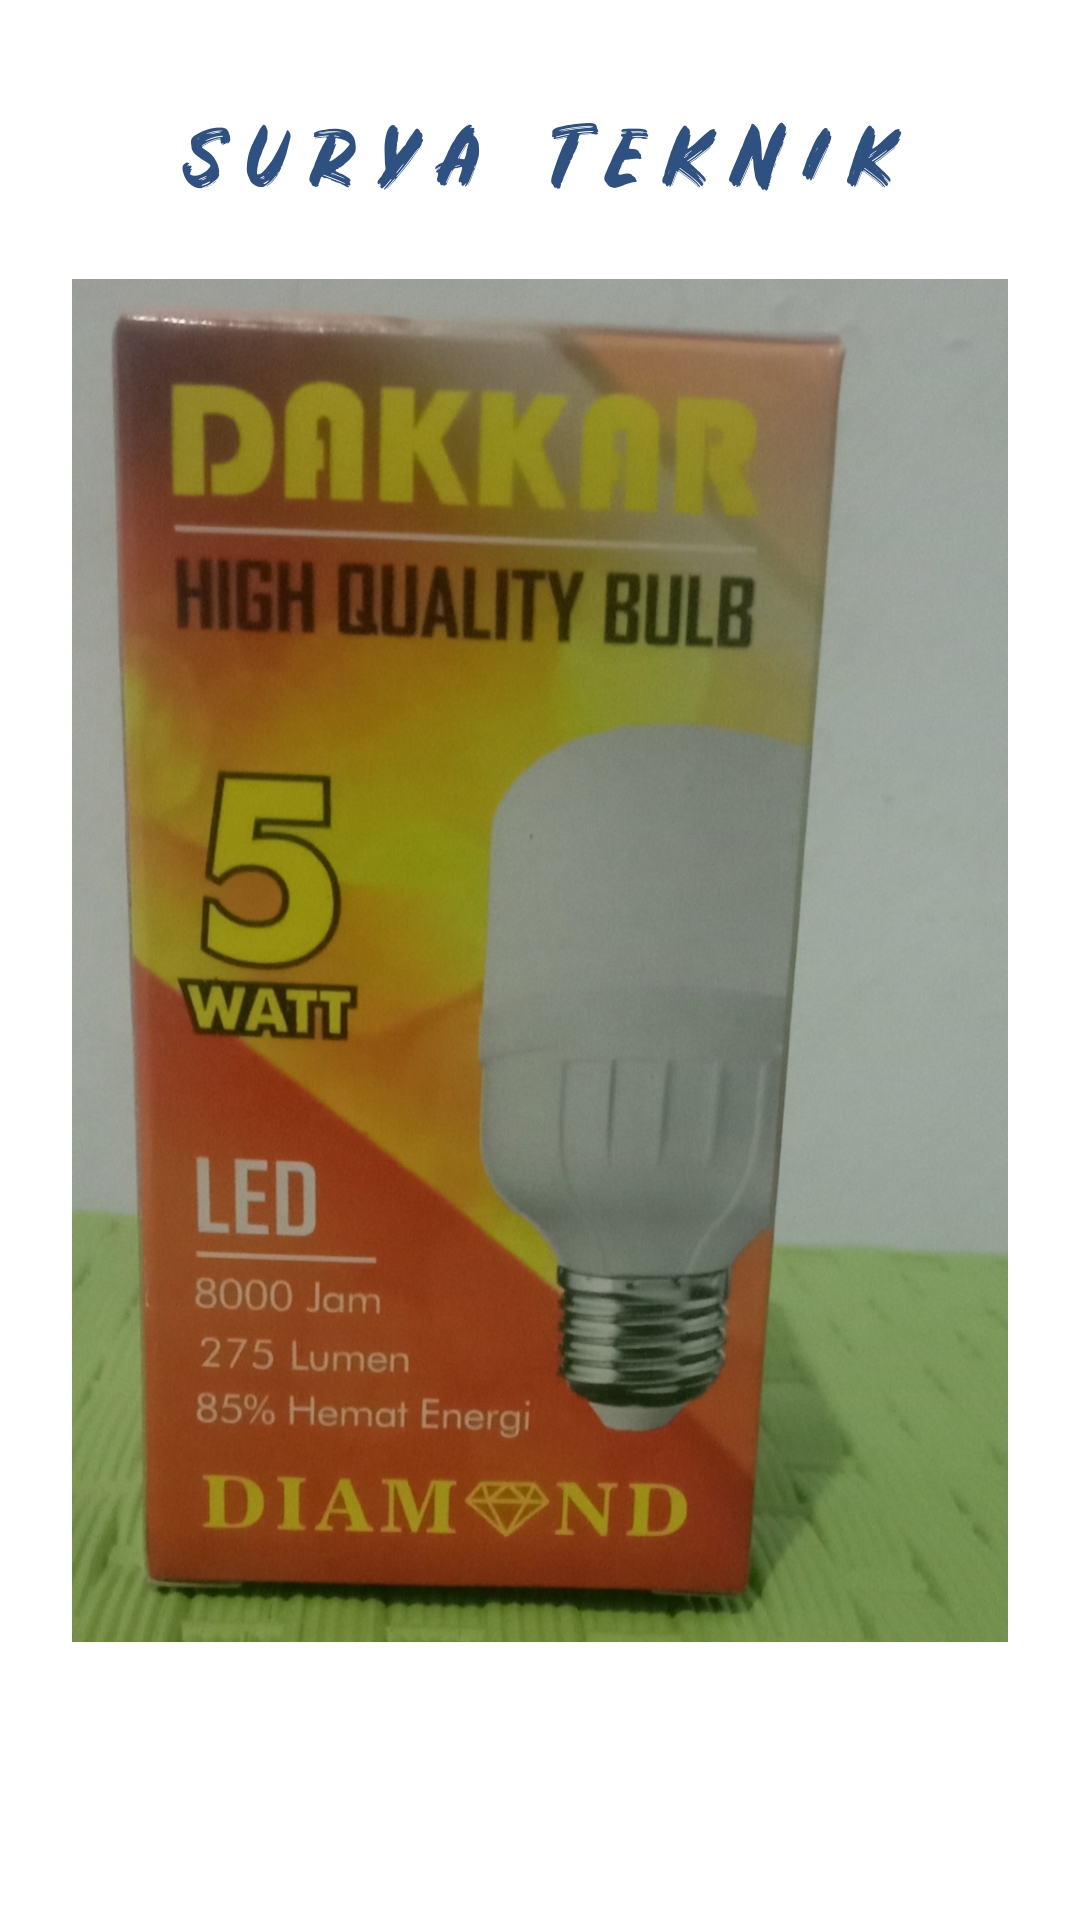 SURYA TEKNIK
DAKKAR
HIGH QUALITY BULB
5
WATT
LED
8000 Jam
275 Lumen
85% Hemat Energi
DIAMOND